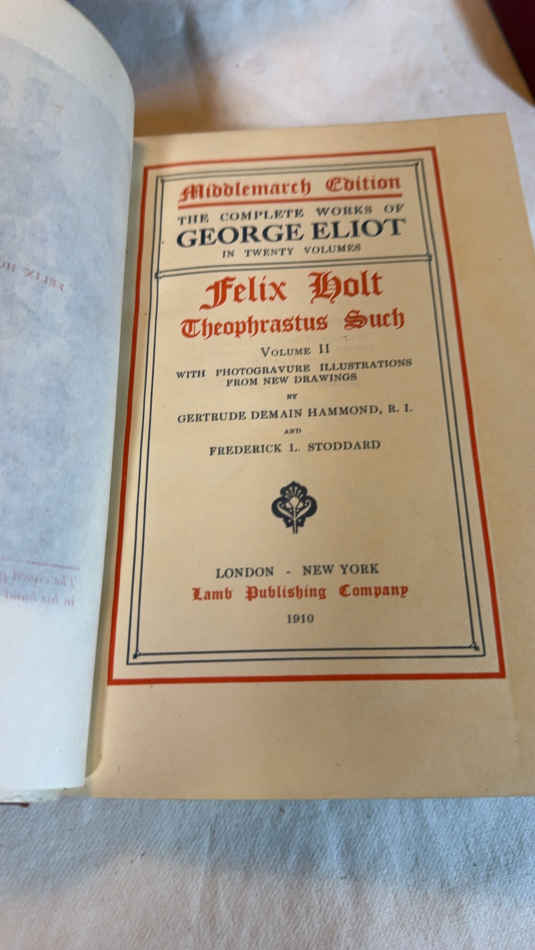 Middlemarch Edition
THE COMPLETE WORKS OF
GEORGE ELIOT
IN TWENTY VOLUMES
Felix Holt
Theophrastus Such
VOLUME II
WITH PHOTOGRAVURE ILLUSTRATIONS
FROM NEW DRAWINGS
BY
GERTRUDE DEMAIN HAMMOND, R. I.
AND
FREDERICK L. STODDARD
LONDON - NEW YORK
Lamb Publishing Company
1910